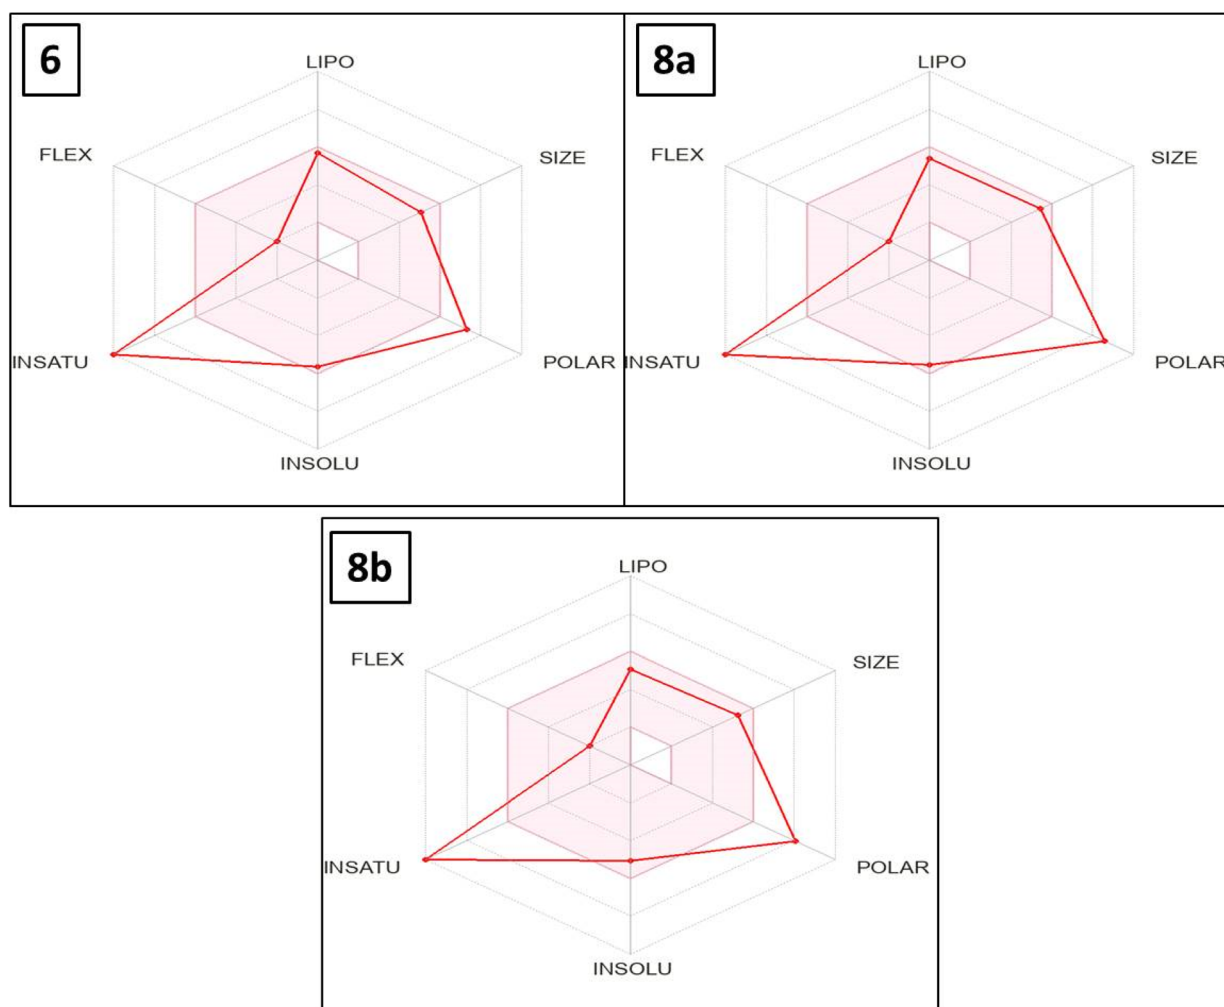 6
LIPO
FLEX
SIZE
INSATU
POLAR
INSOLU
8a
LIPO
FLEX
SIZE
INSATU
POLAR
INSOLU
8b
LIPO
FLEX
SIZE
INSATU
POLAR
INSOLU